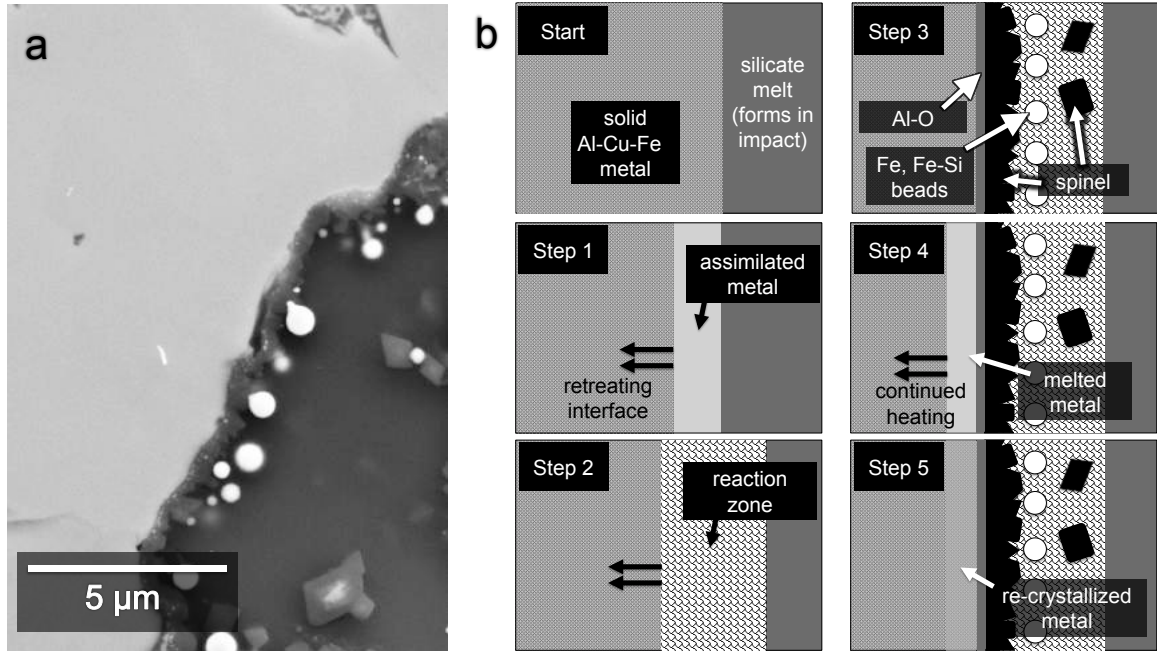 a
5 µm
b
Start
solid
Al-Cu-Fe
metal
silicate
melt
(forms in
impact)
Step 1
assimilated
metal
retreating
interface
Step 2
reaction
zone
Step 3
Al-O
Fe, Fe-Si
beads
spinel
Step 4
continued
heating
melted
metal
Step 5
re-crystallized
metal